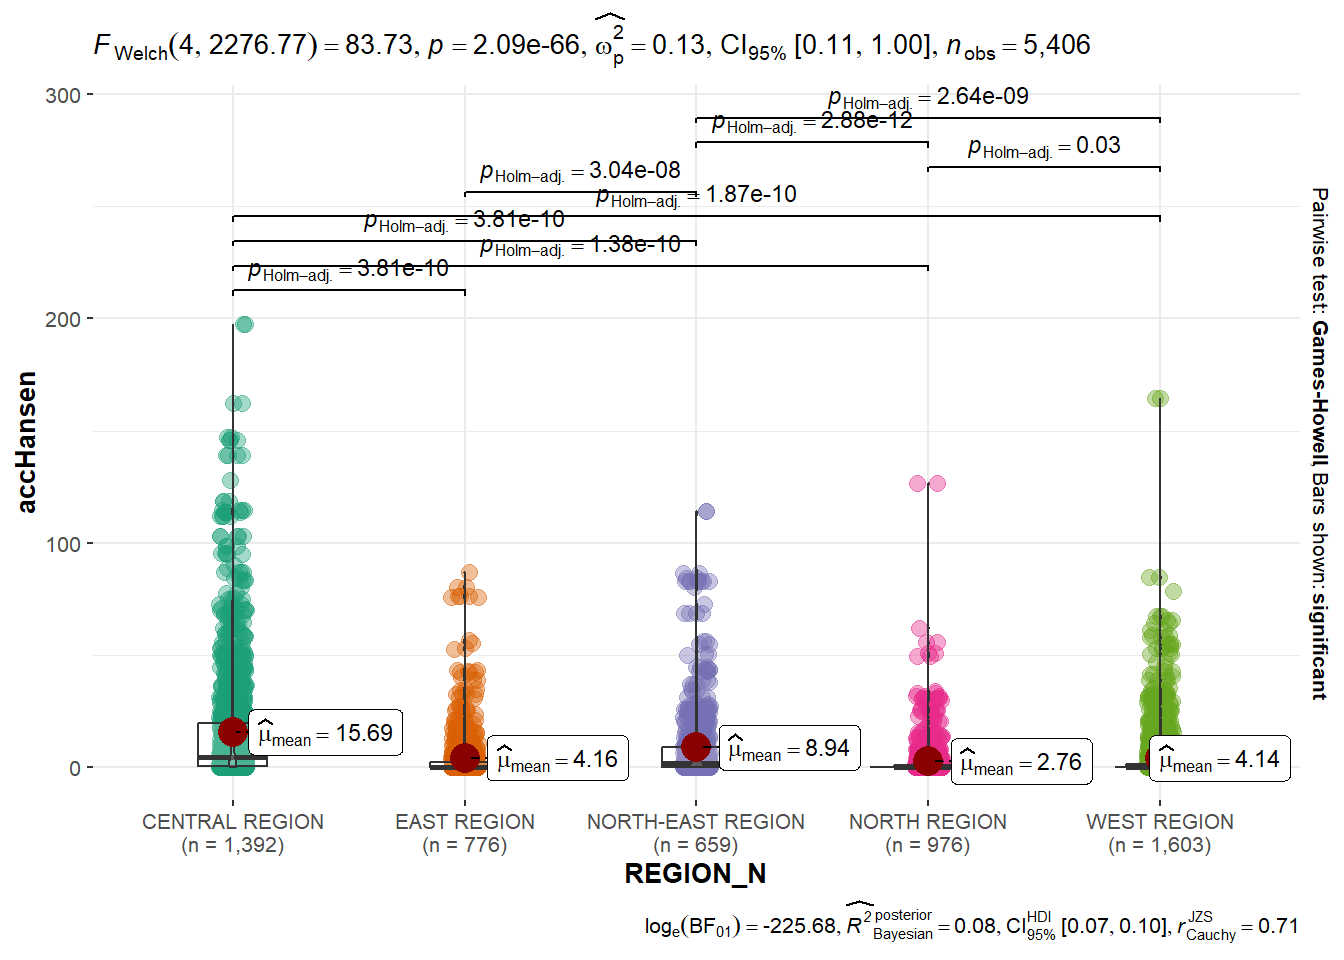 F Welch(4, 2276.77) = 83.73, p = 2.09e-66, ω̂²p = 0.13, CI95% [0.11, 1.00], nobs = 5,406
300
200
100
0
accHansen
pHolm−adj. = 2.64e-09
pHolm−adj. = 2.88e-12
pHolm−adj. = 0.03
pHolm−adj. = 3.04e-08
pHolm−adj. = 1.87e-10
pHolm−adj. = 3.81e-10
pHolm−adj. = 1.38e-10
pHolm−adj. = 3.81e-10
μ̂mean = 15.69
μ̂mean = 4.16
μ̂mean = 8.94
μ̂mean = 2.76
μ̂mean = 4.14
Pairwise test: Games-Howell, Bars shown: significant
CENTRAL REGION
(n = 1,392)
EAST REGION
(n = 776)
NORTH-EAST REGION
(n = 659)
NORTH REGION
(n = 976)
WEST REGION
(n = 1,603)
REGION_N
loge(BF01) = -225.68, R̂² posterior Bayesian = 0.08, CI HDI 95% [0.07, 0.10], r JZS Cauchy = 0.71